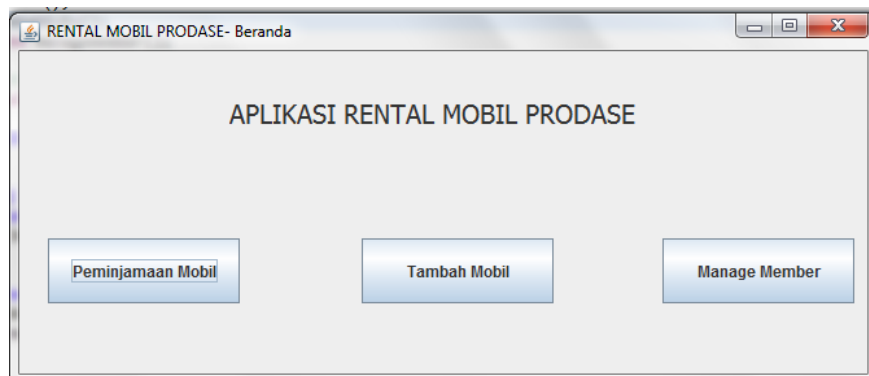 RENTAL MOBIL PRODASE- Beranda
APLIKASI RENTAL MOBIL PRODASE
Peminjamaan Mobil
Tambah Mobil
Manage Member